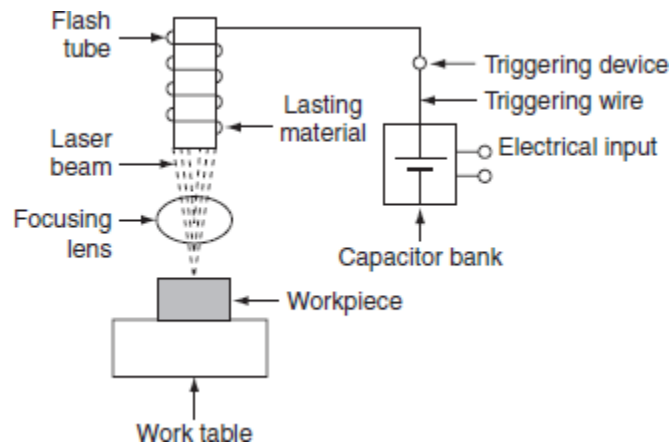 Flash
tube
Triggering device
Triggering wire
Lasting
material
Laser
beam
Electrical input
Focusing
lens
Capacitor bank
Workpiece
Work table